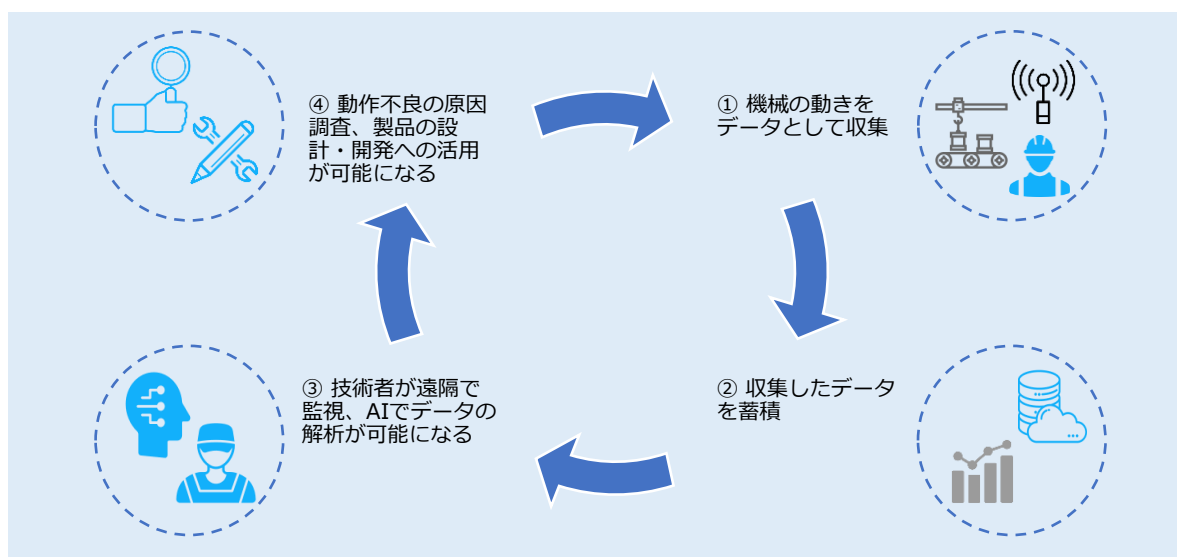 ④ 動作不良の原因
調査、製品の設
計・開発への活用
が可能になる
① 機械の動きを
データとして収集
③ 技術者が遠隔で
監視、AIでデータの
解析が可能になる
② 収集したデータ
を蓄積